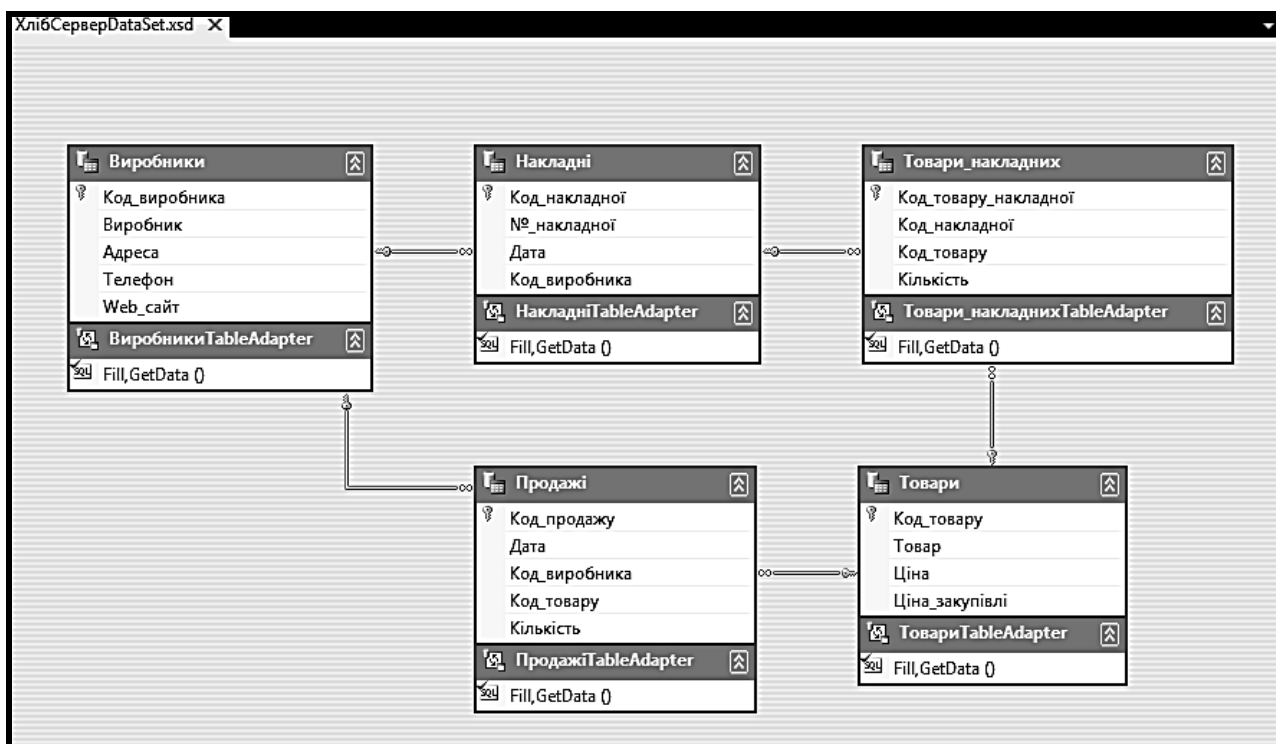 ХлібСерверDataSet.xsd
Виробники
Код_виробника
Виробник
Адреса
Телефон
Web_сайт
ВиробникиTableAdapter
Fill,GetData ()
Накладні
Код_накладної
№_накладної
Дата
Код_виробника
НакладніTableAdapter
Fill,GetData ()
Товари_накладних
Код_товару_накладної
Код_накладної
Код_товару
Кількість
Товари_накладнихTableAdapter
Fill,GetData ()
Продажі
Код_продажу
Дата
Код_виробника
Код_товару
Кількість
ПродажіTableAdapter
Fill,GetData ()
Товари
Код_товару
Товар
Ціна
Ціна_закупівлі
ТовариTableAdapter
Fill,GetData ()